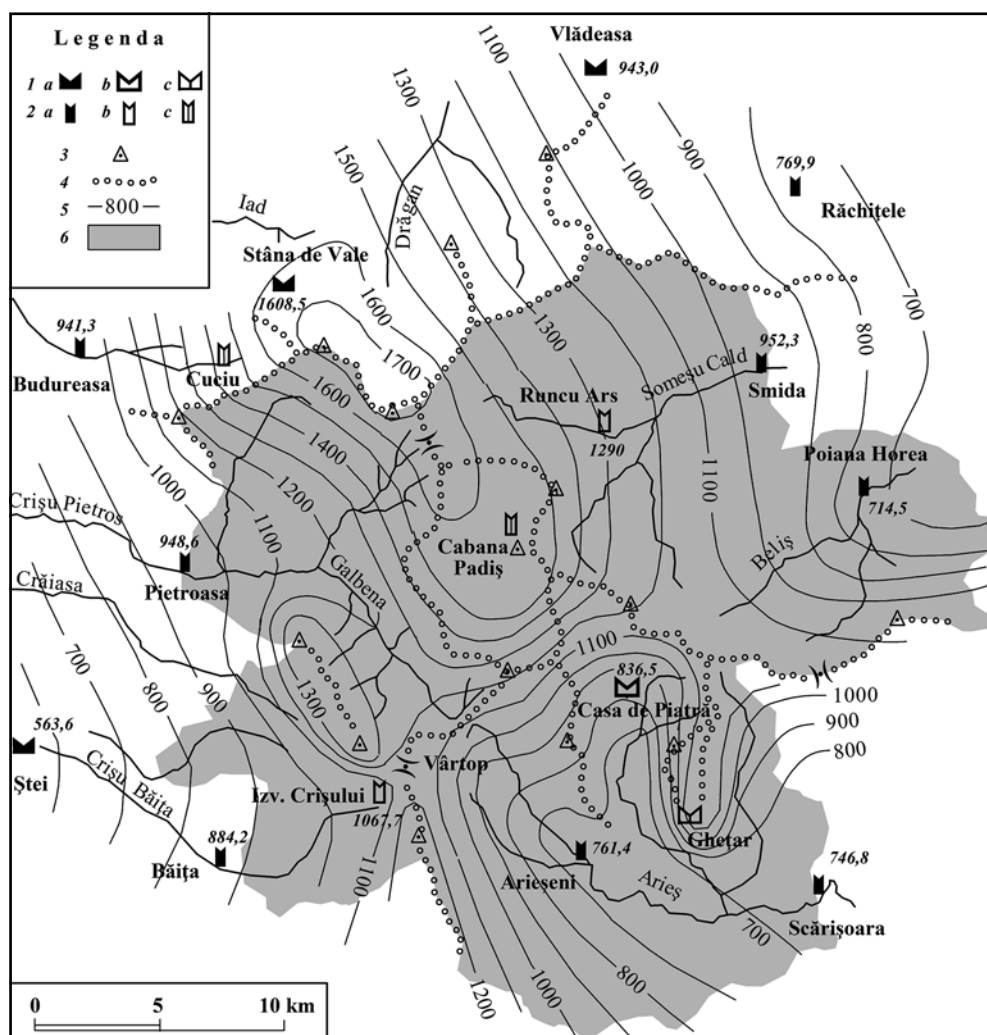 Legenda
1 a b c
2 a b c
3
4
5 —800—
6
Vlădeasa
943,0
1100
1300
1500
900
1000
769,9
Răchiţele
Iad
Drăgan
Stâna de Vale
1608,5
1600
1700
1300
700
800
941,3
Budureasa
Cuciu
952,3
Someşu Cald
Smida
Runcu Ars
1290
1600
1400
1200
1000
1100
1100
Poiana Horea
714,5
Beliş
Crişu Pietros
948,6
Pietroasa
Crăiasa
Galbena
Cabana
Padiş
1100
836,5
Casa de Piatră
1000
900
800
700
800
900
1300
563,6
Ştei
Crişu Băiţa
Vârtop
Izv. Crişului
1067,7
Gheţar
884,2
Băiţa
1100
761,4
Arieşeni
Arieş
746,8
Scărişoara
700
800
1000
1200
0 5 10 km